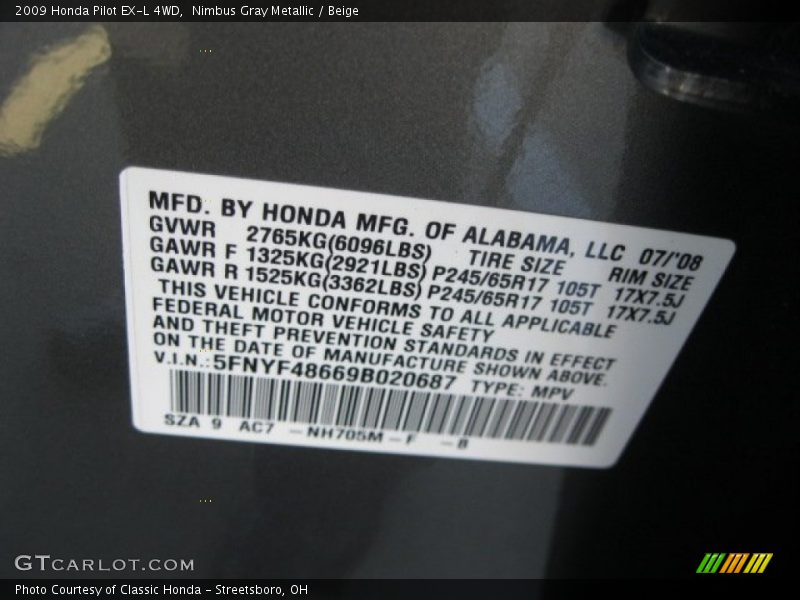 2009 Honda Pilot EX-L 4WD,  Nimbus Gray Metallic / Beige
MFD. BY HONDA MFG. OF ALABAMA, LLC 07/'08
GVWR 2765KG(6096LBS) TIRE SIZE RIM SIZE
GAWR F 1325KG(2921LBS) P245/65R17 105T 17X7.5J
GAWR R 1525KG(3362LBS) P245/65R17 105T 17X7.5J
THIS VEHICLE CONFORMS TO ALL APPLICABLE
FEDERAL MOTOR VEHICLE SAFETY
AND THEFT PREVENTION STANDARDS IN EFFECT
ON THE DATE OF MANUFACTURE SHOWN ABOVE.
V.I.N.: 5FNYF48669B020687 TYPE: MPV
SZA 9 AC7 -NH705M-F -B
GTCARLOT.COM
Photo Courtesy of Classic Honda - Streetsboro, OH